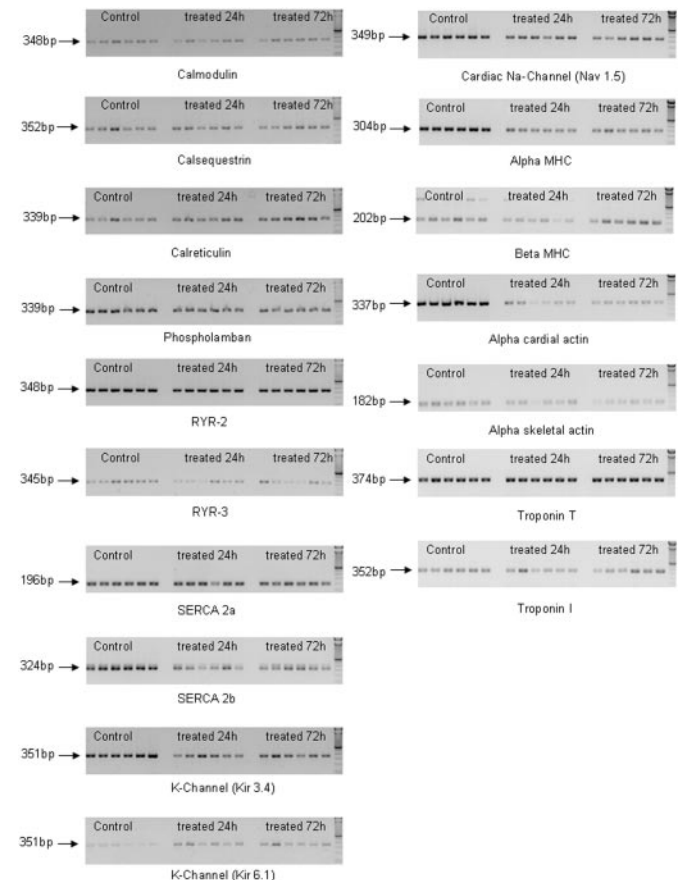 Control treated 24h treated 72h
348bp
Calmodulin
Control treated 24h treated 72h
352bp
Calsequestrin
Control treated 24h treated 72h
339bp
Calreticulin
Control treated 24h treated 72h
339bp
Phospholamban
Control treated 24h treated 72h
348bp
RYR-2
Control treated 24h treated 72h
345bp
RYR-3
Control treated 24h treated 72h
196bp
SERCA 2a
Control treated 24h treated 72h
324bp
SERCA 2b
Control treated 24h treated 72h
351bp
K-Channel (Kir 3.4)
Control treated 24h treated 72h
351bp
K-Channel (Kir 6.1)
Control treated 24h treated 72h
349bp
Cardiac Na-Channel (Nav 1.5)
Control treated 24h treated 72h
304bp
Alpha MHC
Control treated 24h treated 72h
202bp
Beta MHC
Control treated 24h treated 72h
337bp
Alpha cardial actin
Control treated 24h treated 72h
182bp
Alpha skeletal actin
Control treated 24h treated 72h
374bp
Troponin T
Control treated 24h treated 72h
352bp
Troponin I